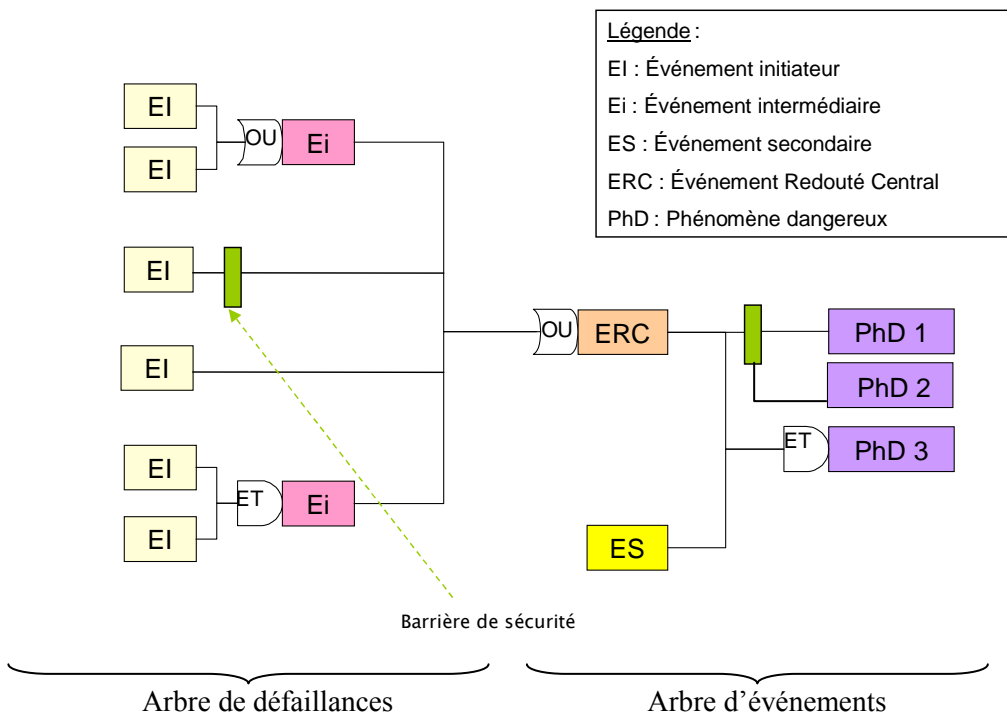 Légende :
EI : Événement initiateur
Ei : Événement intermédiaire
ES : Événement secondaire
ERC : Événement Redouté Central
PhD : Phénomène dangereux
EI
EI
OU
Ei
EI
EI
EI
EI
ET
Ei
OU
ERC
PhD 1
PhD 2
ET
PhD 3
ES
Barrière de sécurité
Arbre de défaillances
Arbre d’événements